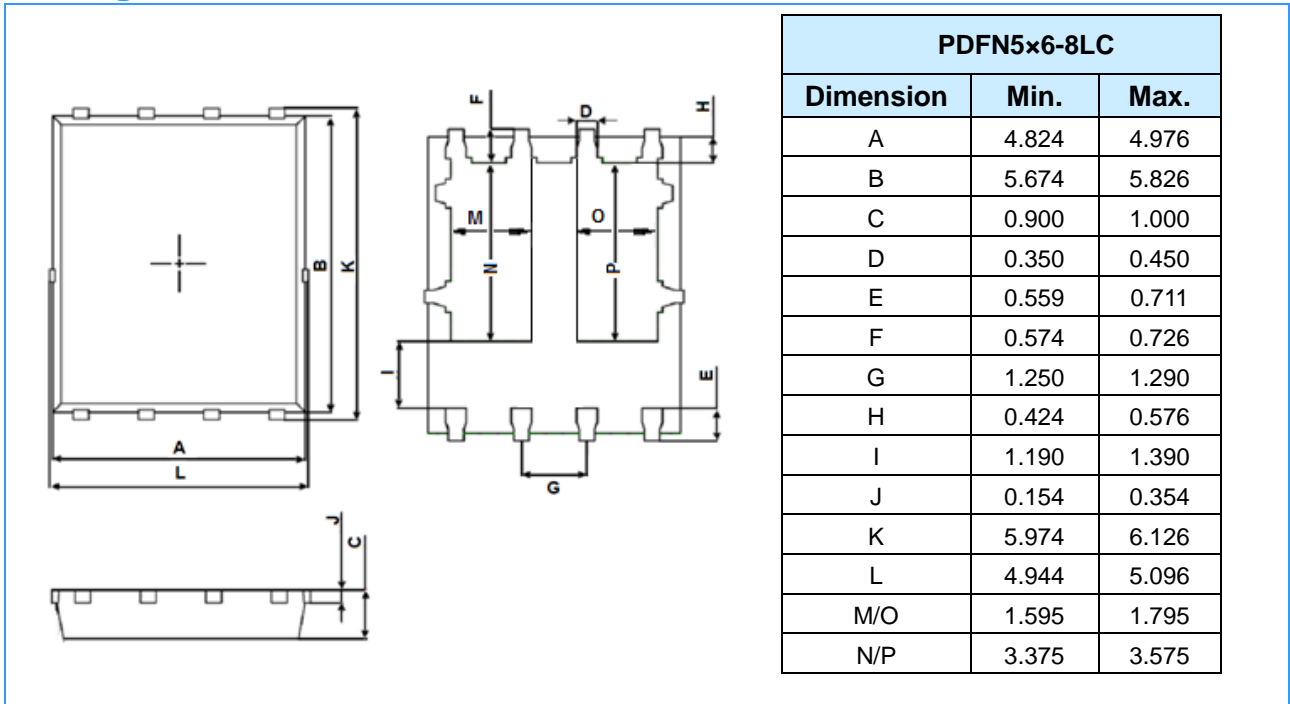 F
D
H
B
K
M
O
N
P
I
E
A
L
G
J
C
PDFN5×6-8LC
Dimension Min. Max.
A 4.824 4.976
B 5.674 5.826
C 0.900 1.000
D 0.350 0.450
E 0.559 0.711
F 0.574 0.726
G 1.250 1.290
H 0.424 0.576
I 1.190 1.390
J 0.154 0.354
K 5.974 6.126
L 4.944 5.096
M/O 1.595 1.795
N/P 3.375 3.575